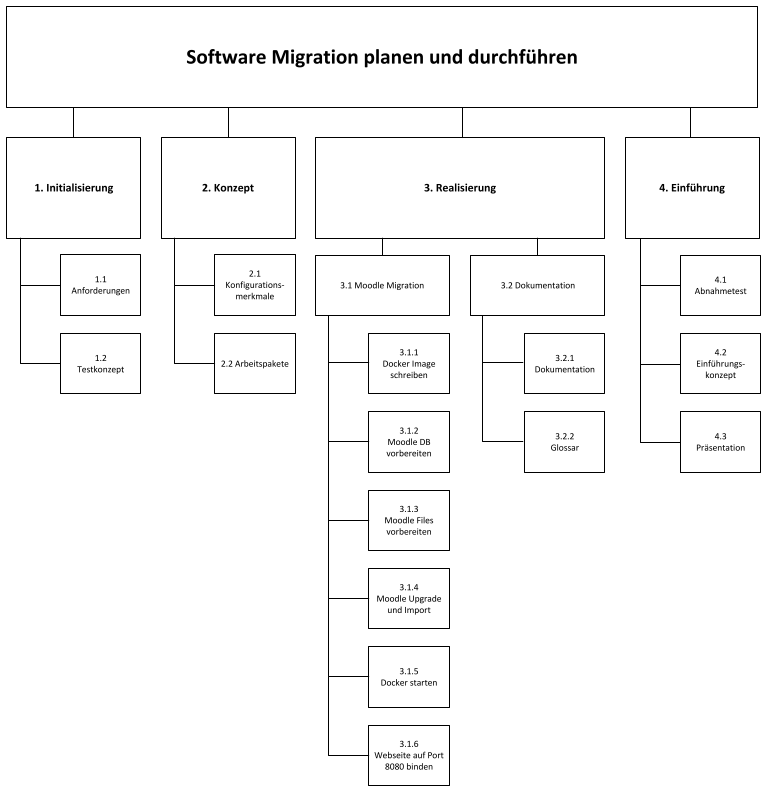 Software Migration planen und durchführen
1. Initialisierung
2. Konzept
3. Realisierung
4. Einführung
1.1
Anforderungen
1.2
Testkonzept
2.1
Konfigurations-
merkmale
2.2 Arbeitspakete
3.1 Moodle Migration
3.1.1
Docker Image
schreiben
3.1.2
Moodle DB
vorbereiten
3.1.3
Moodle Files
vorbereiten
3.1.4
Moodle Upgrade
und Import
3.1.5
Docker starten
3.1.6
Webseite auf Port
8080 binden
3.2 Dokumentation
3.2.1
Dokumentation
3.2.2
Glossar
4.1
Abnahmetest
4.2
Einführungs-
konzept
4.3
Präsentation